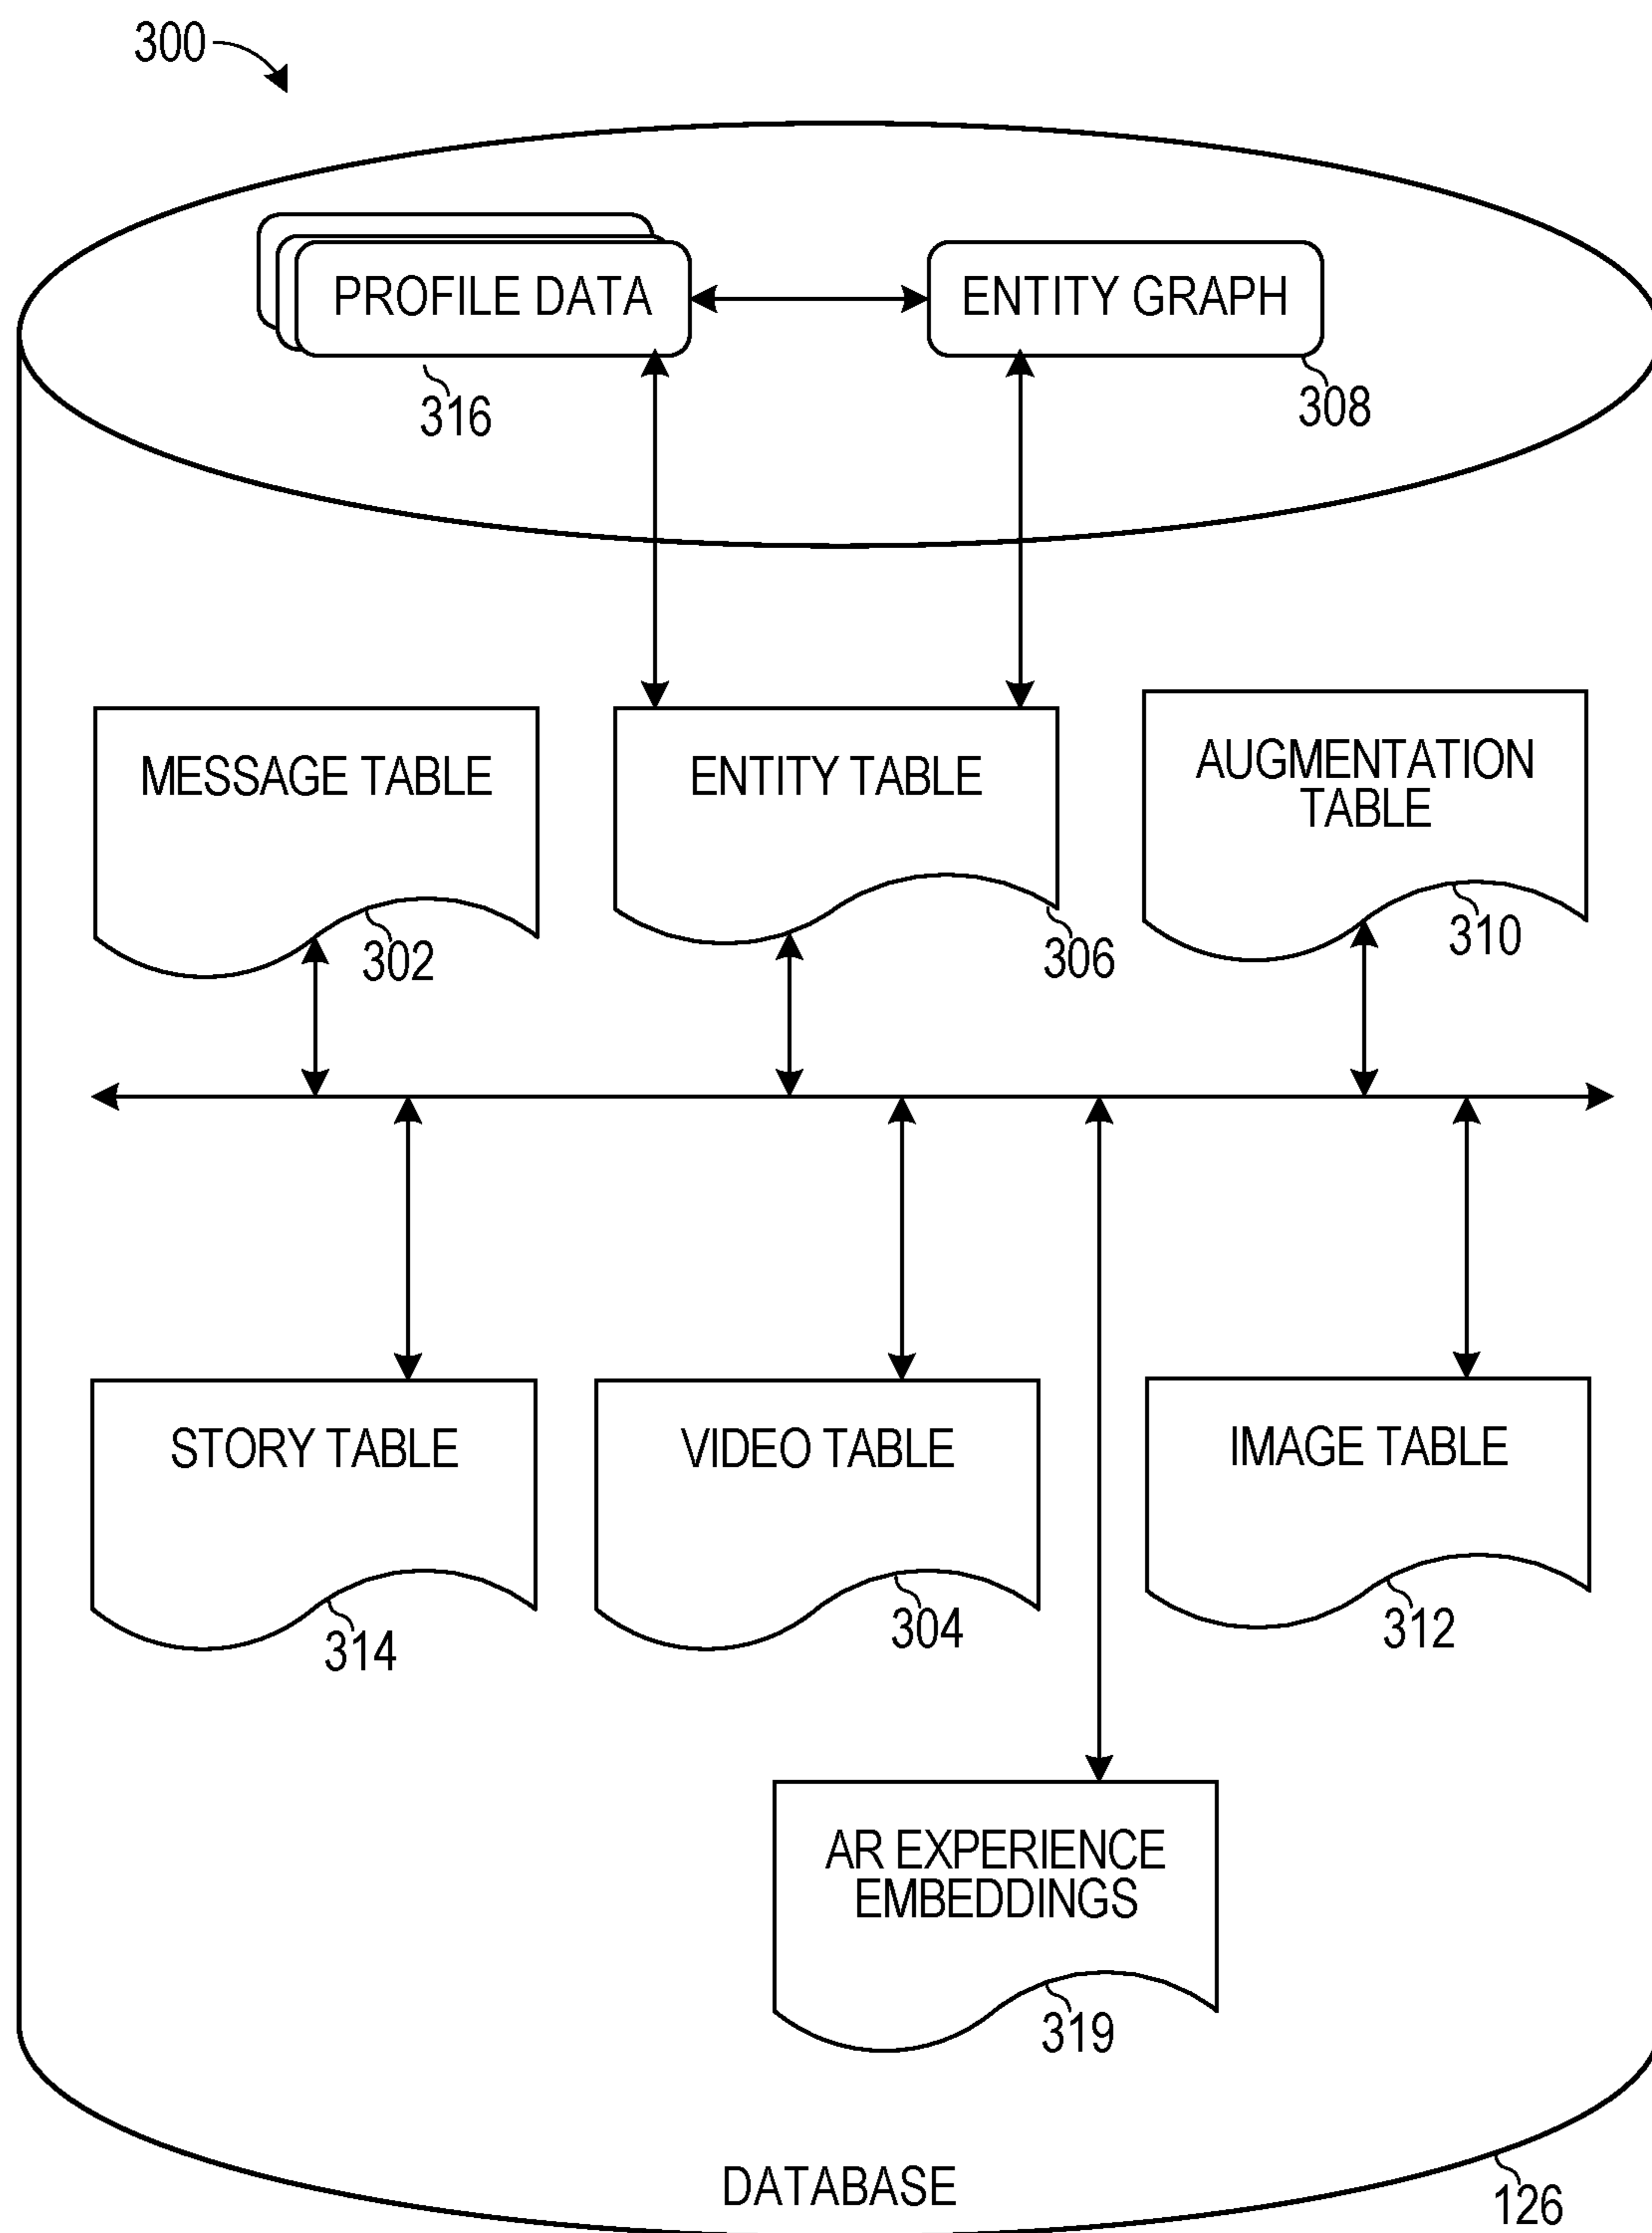 300
PROFILE DATA
ENTITY GRAPH
316
308
MESSAGE TABLE
ENTITY TABLE
AUGMENTATION
TABLE
302
306
310
STORY TABLE
VIDEO TABLE
IMAGE TABLE
314
304
312
AR EXPERIENCE
EMBEDDINGS
319
DATABASE
126